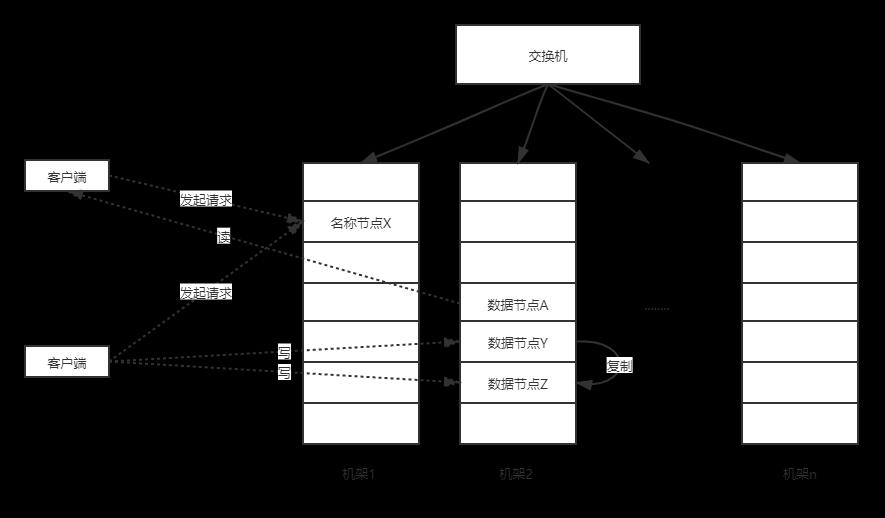 交换机
客户端
发起请求
名称节点X
读
发起请求
数据节点A
........
数据节点Y
写
客户端
复制
写
数据节点Z
机架1
机架2
机架n